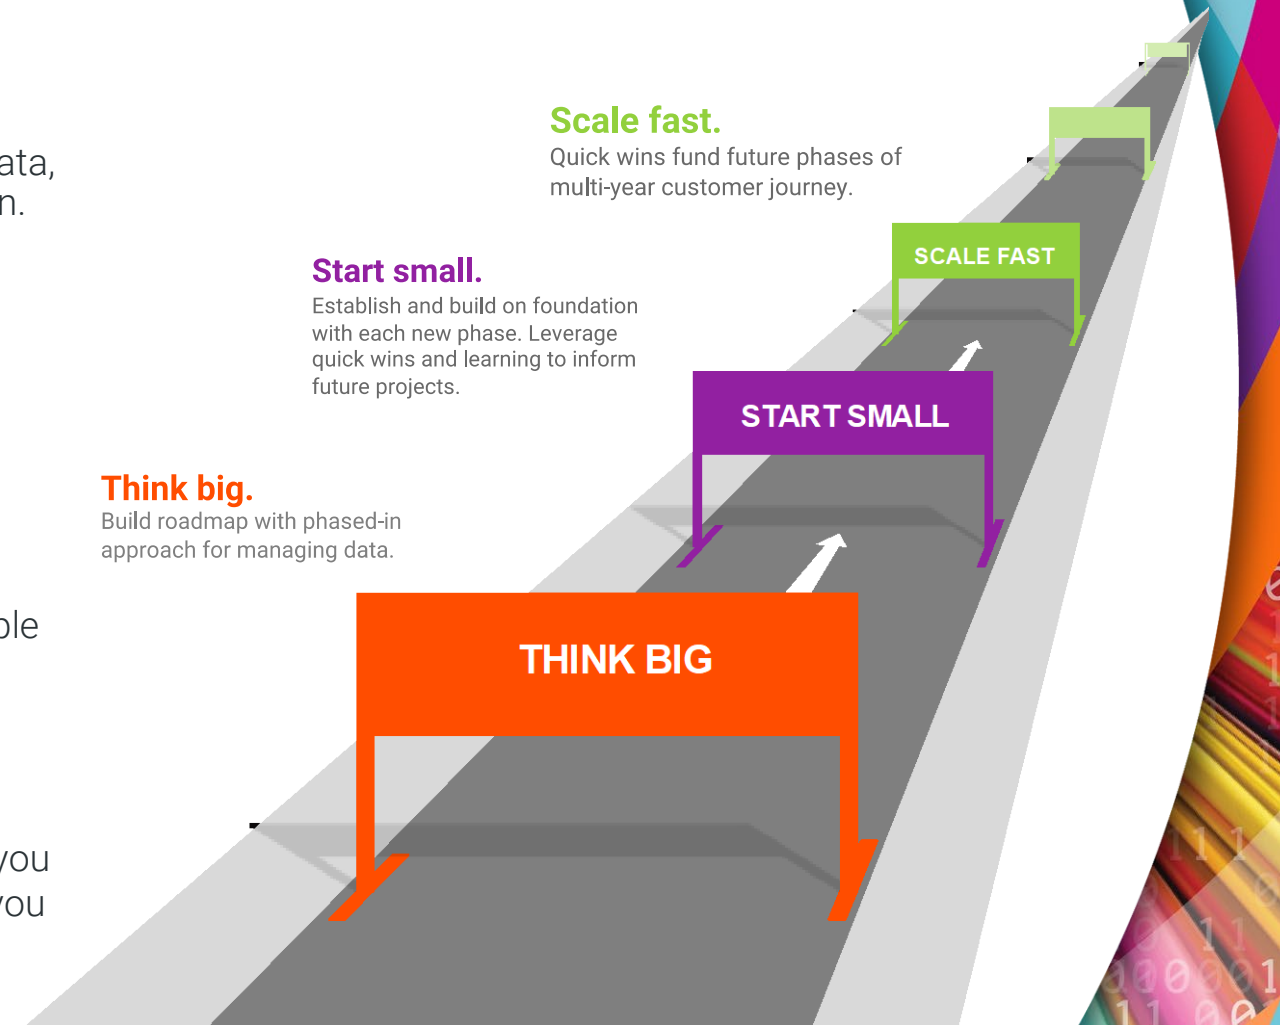 ata,
n.
Scale fast.
Quick wins fund future phases of
multi-year customer journey.
SCALE FAST
Start small.
Establish and build on foundation
with each new phase. Leverage
quick wins and learning to inform
future projects.
START SMALL
Think big.
Build roadmap with phased-in
approach for managing data.
THINK BIG
ble
you
you